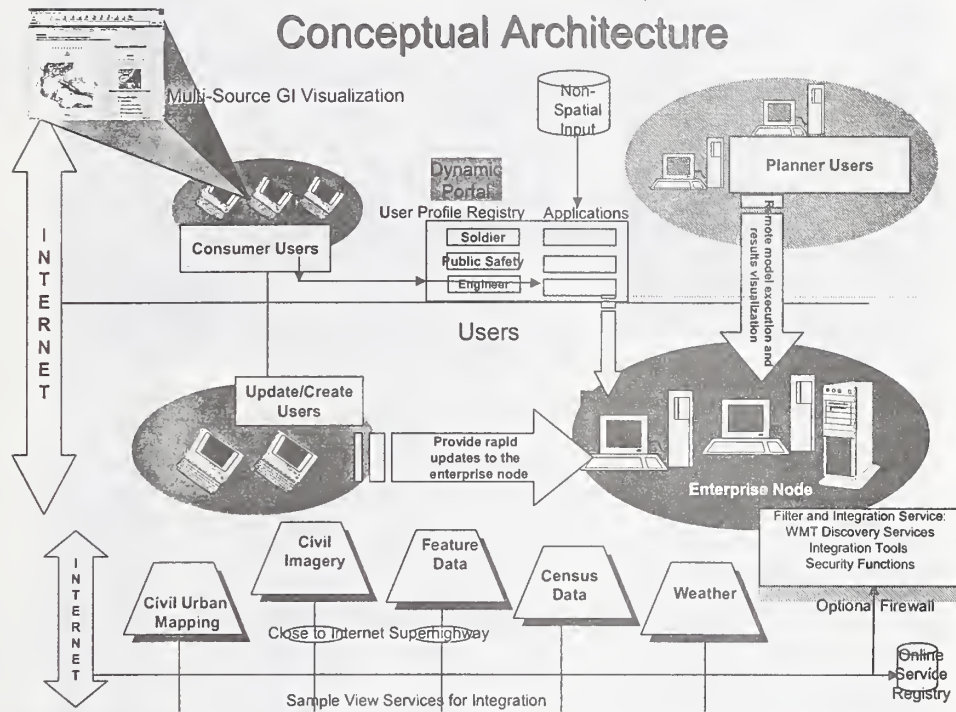 Conceptual Architecture
Multi-Source GI Visualization
Non-
Spatial
Input
Planner Users
Dynamic
Portal
User Profile Registry
Applications
Soldier
Public Safety
Engineer
Consumer Users
INTERNET
Remote model execution and
results visualization
Users
Update/Create
Users
Provide rapid
updates to the
enterprise node
Enterprise Node
Filter and Integration Service:
WMT Discovery Services
Integration Tools
Security Functions
INTERNET
Civil Urban
Mapping
Civil
Imagery
Feature
Data
Census
Data
Weather
Close to Internet Superhighway
Optional Firewall
Online
Service
Registry
Sample View Services for Integration